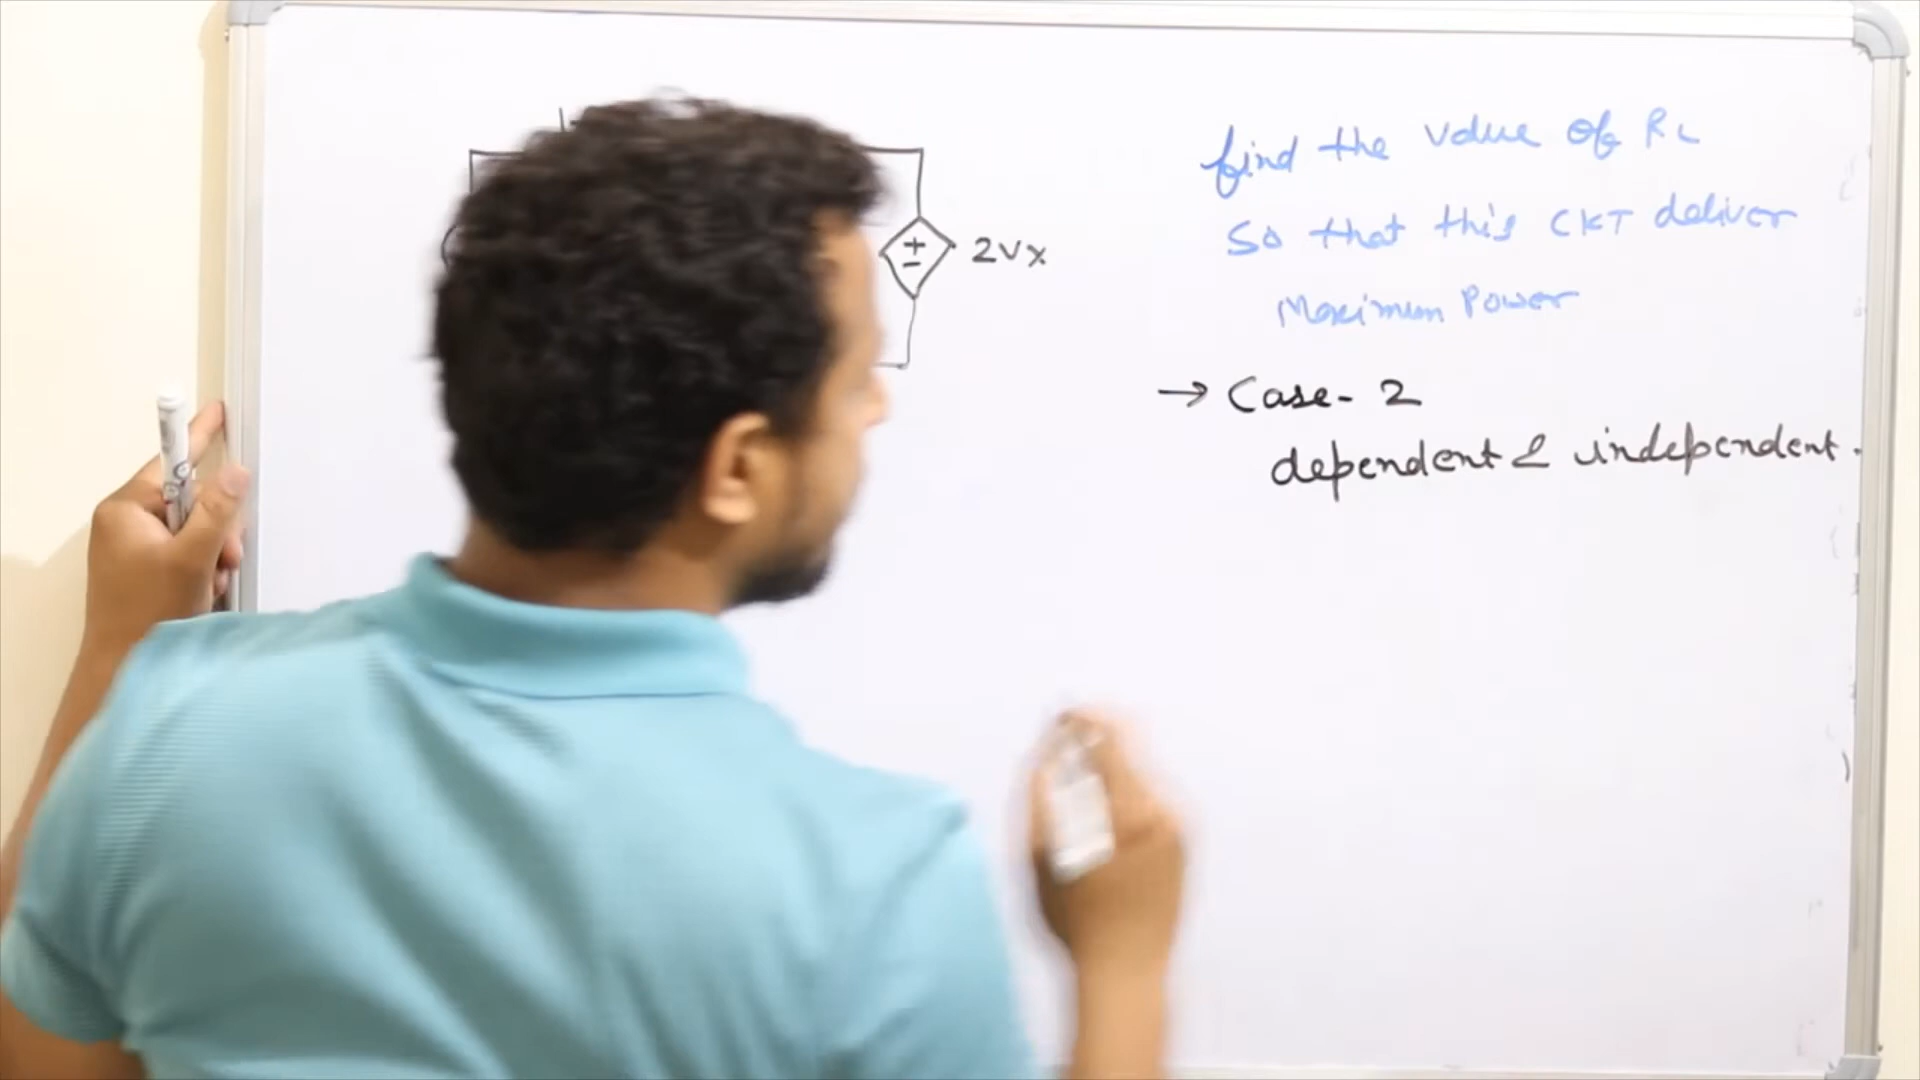 find the value of RL
So that this CKT deliver
Maximum Power
→ Case - 2
dependent & independent.
+
-
2Vx